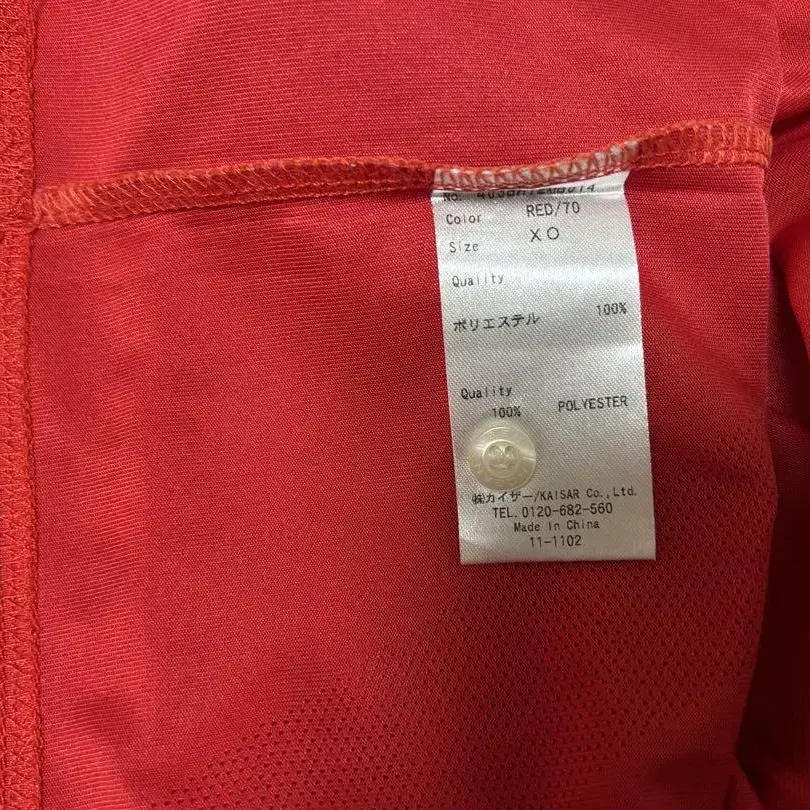 No.
Color RED/70
Size XO
Quality
ポリエステル 100%
Quality
100% POLYESTER
㈱カイザー/KAISAR Co.,Ltd.
TEL. 0120-682-560
Made In China
11-1102